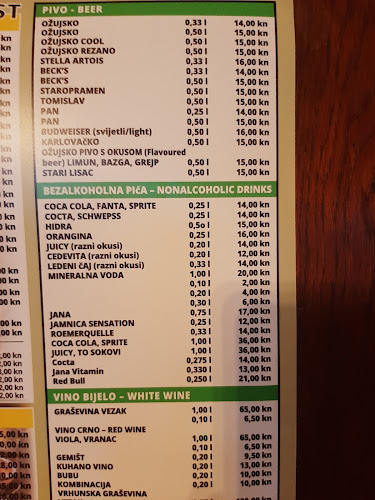 ST
PIVO - BEER
OŽUJSKO 0,33 l 14,00 kn
OŽUJSKO 0,50 l 15,00 kn
OŽUJSKO COOL 0,50 l 15,00 kn
OŽUJSKO REZANO 0,50 l 15,00 kn
STELLA ARTOIS 0,33 l 16,00 kn
BECK'S 0,33 l 14,00 kn
BECK'S 0,50 l 15,00 kn
STAROPRAMEN 0,50 l 15,00 kn
TOMISLAV 0,50 l 15,00 kn
PAN 0,25 l 14,00 kn
PAN 0,50 l 15,00 kn
BUDWEISER (svijetli/light) 0,50 l 16,00 kn
KARLOVAČKO 0,50 l 15,00 kn
OŽUJSKO PIVO S OKUSOM (Flavoured
beer) LIMUN, BAZGA, GREJP 0,50 l 15,00 kn
STARI LISAC 0,50 l 15,00 kn
BEZALKOHOLNA PIĆA – NONALCOHOLIC DRINKS
COCA COLA, FANTA, SPRITE 0,25 l 14,00 kn
COCTA, SCHWEPSS 0,25 l 14,00 kn
HIDRA 0,5o l 15,00 kn
ORANGINA 0,25 l 16,00 kn
JUICY (razni okusi) 0,20 l 14,00 kn
CEDEVITA (razni okusi) 0,20 l 12,00 kn
LEDENI ČAJ (razni okusi) 0,33 l 14,00 kn
MINERALNA VODA 1,00 l 20,00 kn
0,10 l 2,00 kn
0,20 l 4,00 kn
0,30 l 6,00 kn
JANA 0,75 l 17,00 kn
JAMNICA SENSATION 0,25 l 12,00 kn
ROEMERQUELLE 0,33 l 14,00 kn
COCA COLA, SPRITE 1,00 l 36,00 kn
JUICY, TO SOKOVI 1,00 l 36,00 kn
Cocta 0,275 l 14,00 kn
Jana Vitamin 0,330 l 13,00 kn
Red Bull 0,250 l 21,00 kn
VINO BIJELO – WHITE WINE
GRAŠEVINA VEZAK 1,00 l 65,00 kn
0,10 l 6,50 kn
VINO CRNO – RED WINE
VIOLA, VRANAC 1,00 l 65,00 kn
0,10 l 6,50 kn
GEMIŠT 0,20 l 9,50 kn
KUHANO VINO 0,20 l 13,00 kn
BUBU 0,20 l 10,00 kn
KOMBINACIJA 0,20 l 10,00 kn
VRHUNSKA GRAŠEVINA